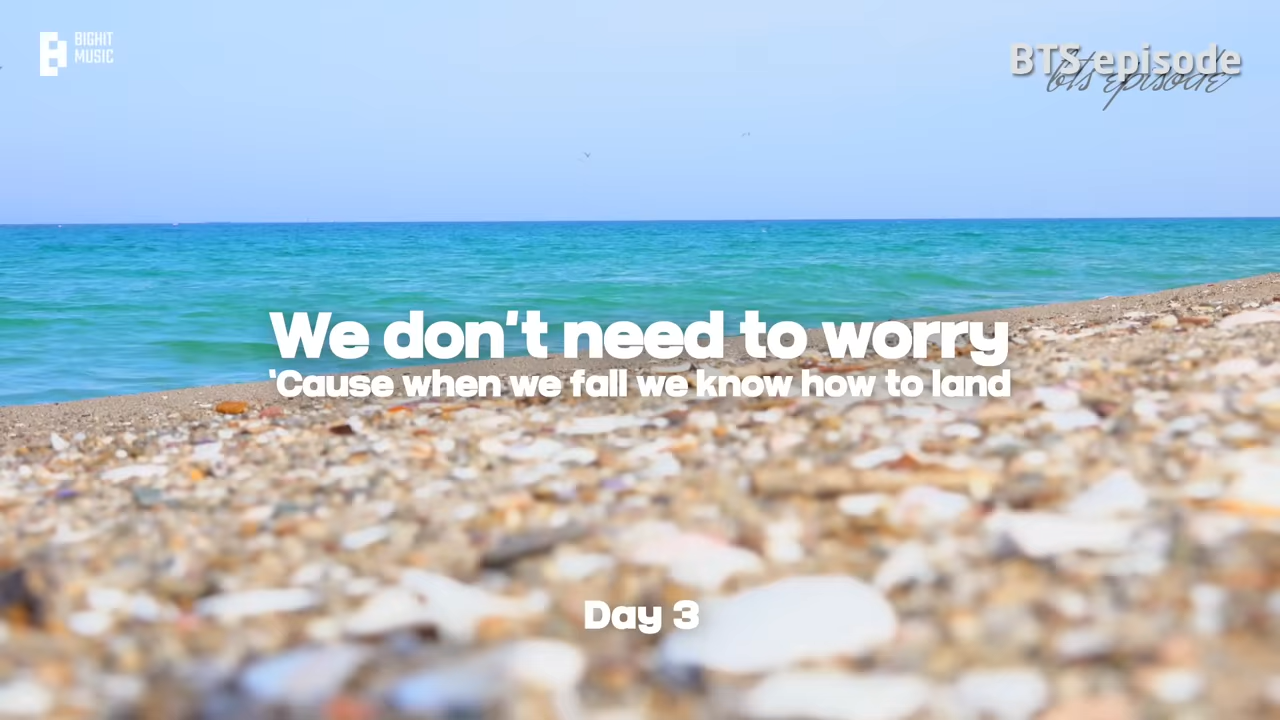 BIGHIT
MUSIC
BTS episode
bts episode
We don't need to worry
'Cause when we fall we know how to land
Day 3